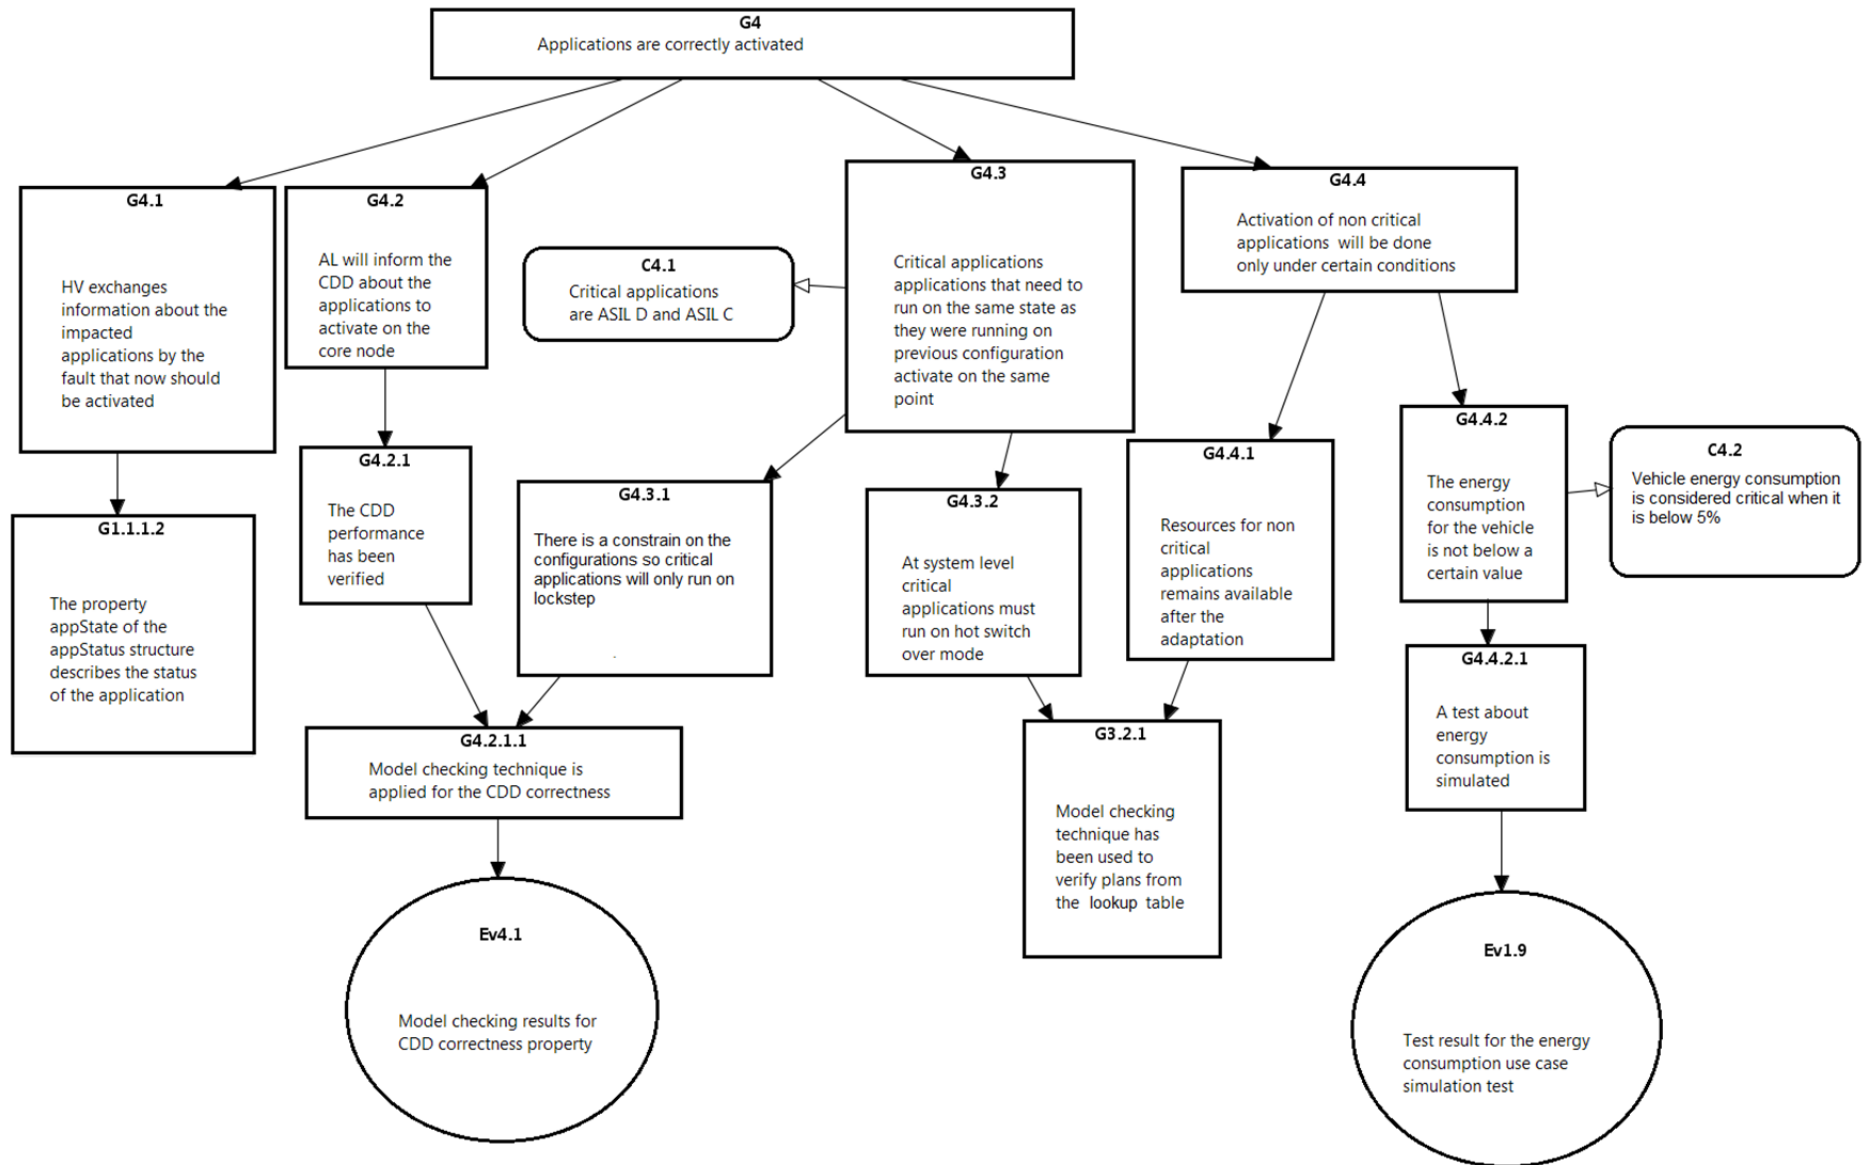 G4
Applications are correctly activated
G4.1
HV exchanges
information about the
impacted
applications by the
fault that now should
be activated
G4.2
AL will inform the
CDD about the
applications to
activate on the
core node
C4.1
Critical applications
are ASIL D and ASIL C
G4.3
Critical applications
applications that need to
run on the same state as
they were running on
previous configuration
activate on the same
point
G4.4
Activation of non critical
applications will be done
only under certain conditions
G1.1.1.2
The property
appState of the
appStatus structure
describes the status
of the application
G4.2.1
The CDD
performance
has been
verified
G4.3.1
There is a constrain on the
configurations so critical
applications will only run on
lockstep
.
G4.3.2
At system level
critical
applications must
run on hot switch
over mode
G4.4.1
Resources for non
critical
applications
remains available
after the
adaptation
G4.4.2
The energy
consumption
for the vehicle
is not below a
certain value
C4.2
Vehicle energy consumption
is considered critical when it
is below 5%
G4.2.1.1
Model checking technique is
applied for the CDD correctness
G3.2.1
Model checking
technique has
been used to
verify plans from
the lookup table
G4.4.2.1
A test about
energy
consumption is
simulated
Ev4.1
Model checking results for
CDD correctness property
Ev1.9
Test result for the energy
consumption use case
simulation test